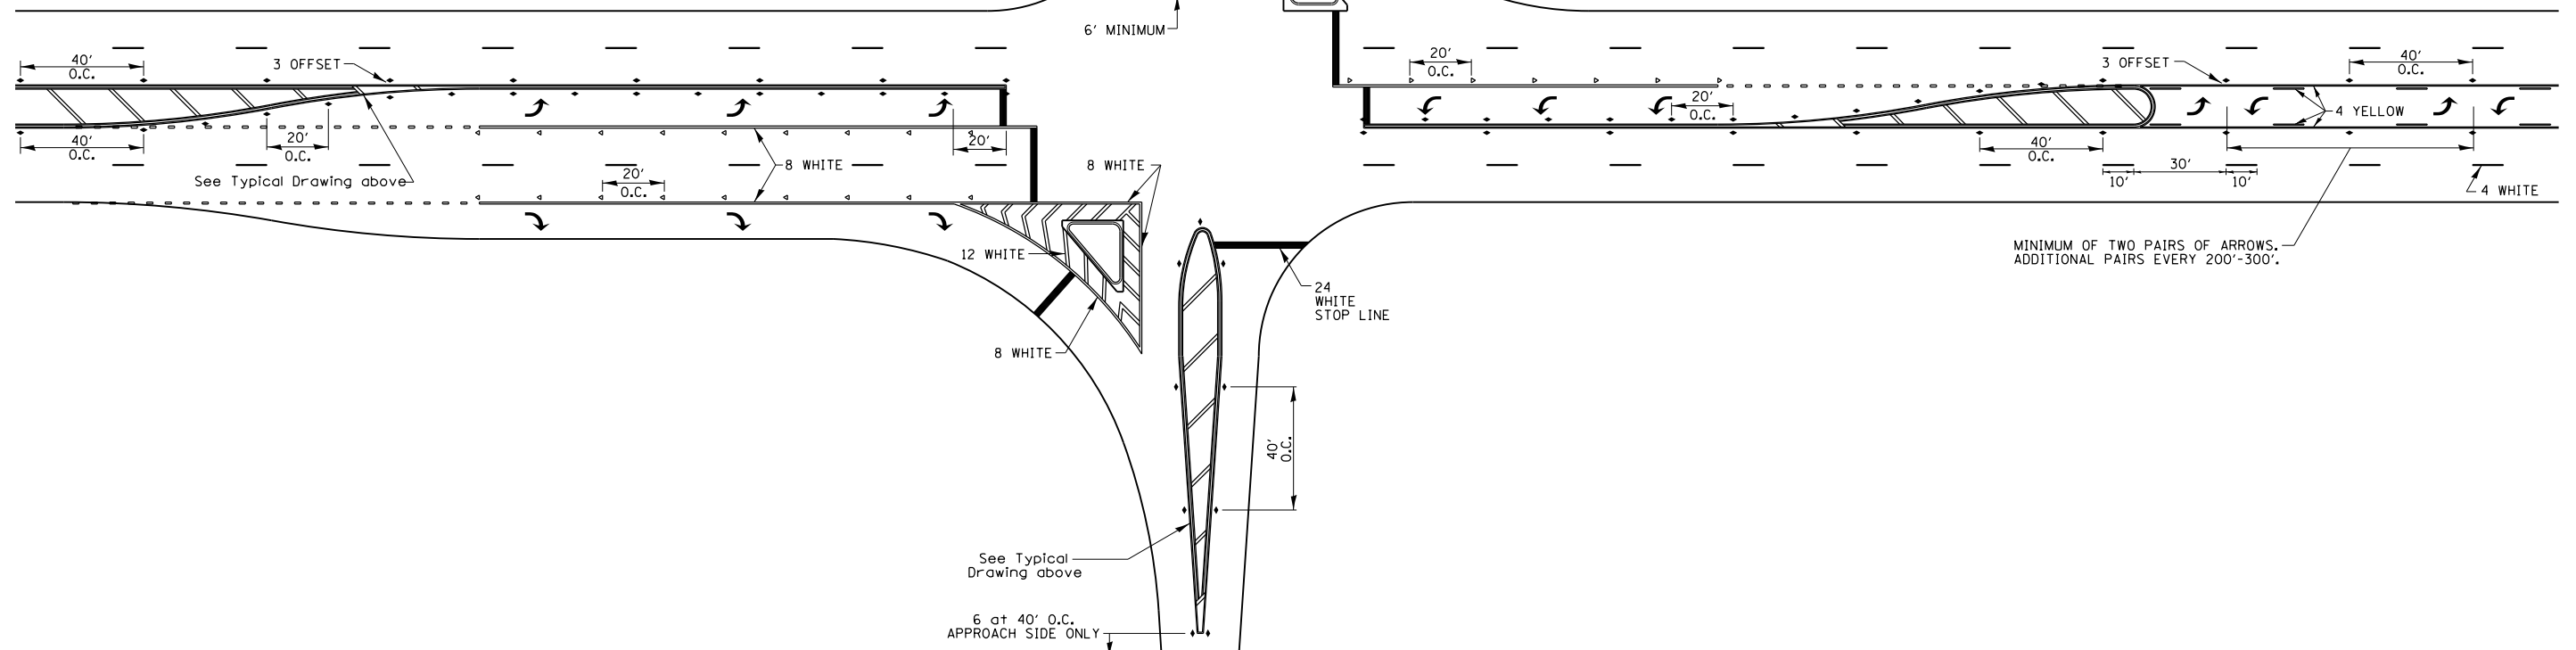 6' MINIMUM
40'
O.C.
3 OFFSET
20'
O.C.
3 OFFSET
40'
O.C.
20'
O.C.
4 YELLOW
40'
O.C.
20'
O.C.
20'
8 WHITE
8 WHITE
40'
O.C.
30'
10'
10'
See Typical Drawing above
20'
O.C.
4 WHITE
12 WHITE
MINIMUM OF TWO PAIRS OF ARROWS.
ADDITIONAL PAIRS EVERY 200'-300'.
24
WHITE
STOP LINE
8 WHITE
40'
O.C.
See Typical
Drawing above
6 at 40' O.C.
APPROACH SIDE ONLY